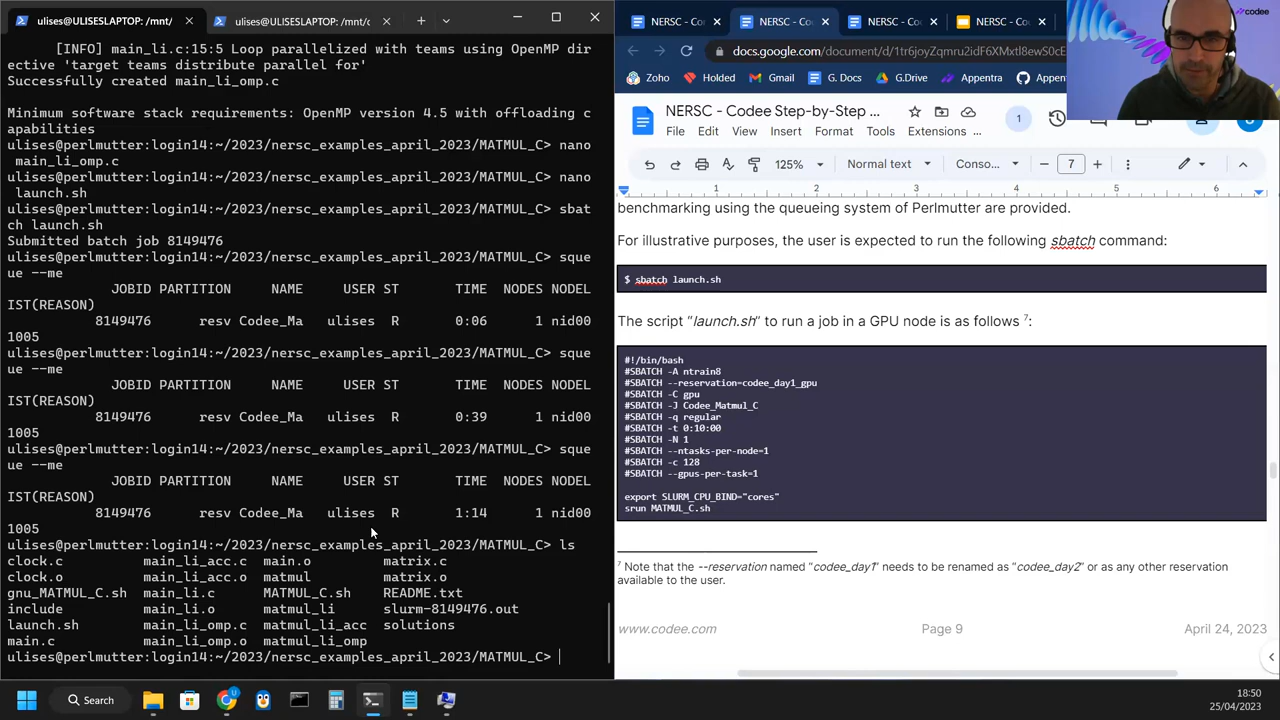 ulises@ULISESLAPTOP: /mnt/
ulises@ULISESLAPTOP: /mnt/c
[INFO] main_li.c:15:5 Loop parallelized with teams using OpenMP dir
ective 'target teams distribute parallel for'
Successfully created main_li_omp.c
Minimum software stack requirements: OpenMP version 4.5 with offloading c
apabilities
ulises@perlmutter:login14:~/2023/nersc_examples_april_2023/MATMUL_C> nano
main_li_omp.c
ulises@perlmutter:login14:~/2023/nersc_examples_april_2023/MATMUL_C> nano
launch.sh
ulises@perlmutter:login14:~/2023/nersc_examples_april_2023/MATMUL_C> sbat
ch launch.sh
Submitted batch job 8149476
ulises@perlmutter:login14:~/2023/nersc_examples_april_2023/MATMUL_C> sque
ue --me
JOBID PARTITION NAME USER ST TIME NODES NODEL
IST(REASON)
8149476 resv Codee_Ma ulises R 0:06 1 nid00
1005
ulises@perlmutter:login14:~/2023/nersc_examples_april_2023/MATMUL_C> sque
ue --me
JOBID PARTITION NAME USER ST TIME NODES NODEL
IST(REASON)
8149476 resv Codee_Ma ulises R 0:39 1 nid00
1005
ulises@perlmutter:login14:~/2023/nersc_examples_april_2023/MATMUL_C> sque
ue --me
JOBID PARTITION NAME USER ST TIME NODES NODEL
IST(REASON)
8149476 resv Codee_Ma ulises R 1:14 1 nid00
1005
ulises@perlmutter:login14:~/2023/nersc_examples_april_2023/MATMUL_C> ls
clock.c main_li_acc.c main.o matrix.c
clock.o main_li_acc.o matmul matrix.o
gnu_MATMUL_C.sh main_li.c MATMUL_C.sh README.txt
include main_li.o matmul_li slurm-8149476.out
launch.sh main_li_omp.c matmul_li_acc solutions
main.c main_li_omp.o matmul_li_omp
ulises@perlmutter:login14:~/2023/nersc_examples_april_2023/MATMUL_C>
NERSC - Co
NERSC - Co
NERSC - Co
NERSC - Co
codee
docs.google.com/document/d/1tr6joyZqmru2idF6XMxtl8ewS0cE
Zoho Holded Gmail G. Docs G.Drive Appentra Appen
NERSC - Codee Step-by-Step ...
1
File Edit View Insert Format Tools Extensions ...
125% Normal text Conso... 7
1 2 3 4 5 6
benchmarking using the queueing system of Perlmutter are provided.
For illustrative purposes, the user is expected to run the following sbatch command:
$ sbatch launch.sh
The script "launch.sh" to run a job in a GPU node is as follows 7:
#!/bin/bash
#SBATCH -A ntrain8
#SBATCH --reservation=codee_day1_gpu
#SBATCH -C gpu
#SBATCH -J Codee_Matmul_C
#SBATCH -q regular
#SBATCH -t 0:10:00
#SBATCH -N 1
#SBATCH --ntasks-per-node=1
#SBATCH -c 128
#SBATCH --gpus-per-task=1
export SLURM_CPU_BIND="cores"
srun MATMUL_C.sh
7 Note that the --reservation named "codee_day1" needs to be renamed as "codee_day2" or as any other reservation
available to the user.
www.codee.com Page 9 April 24, 2023
Search
18:50
25/04/2023